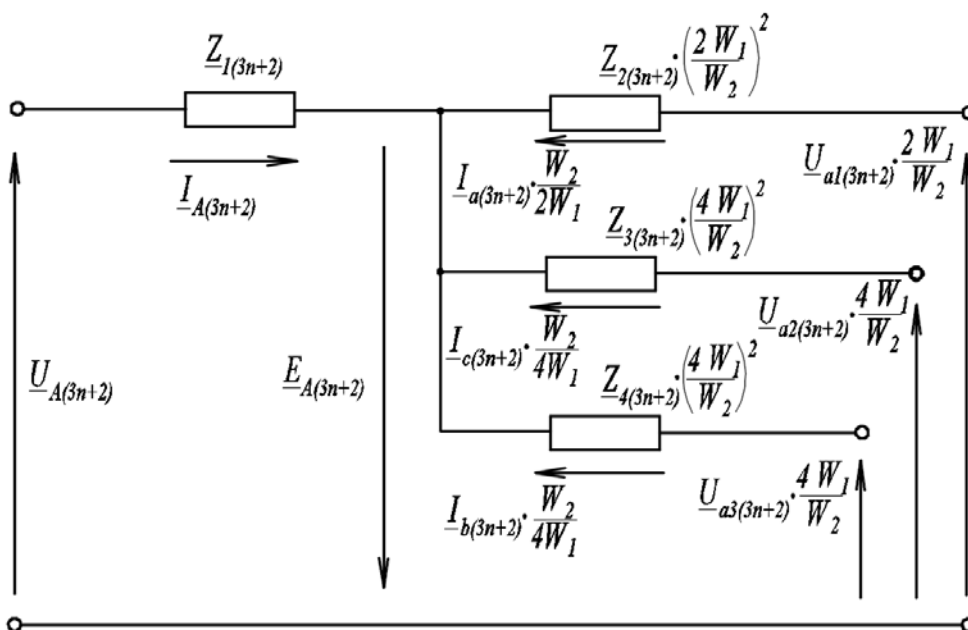 Z1(3n+2)
Z2(3n+2)·(2W1/W2)²
IA(3n+2)
Ia(3n+2)·W2/2W1
Ua1(3n+2)·2W1/W2
Z3(3n+2)·(4W1/W2)²
UA(3n+2)
EA(3n+2)
Ic(3n+2)·W2/4W1
Ua2(3n+2)·4W1/W2
Z4(3n+2)·(4W1/W2)²
Ib(3n+2)·W2/4W1
Ua3(3n+2)·4W1/W2